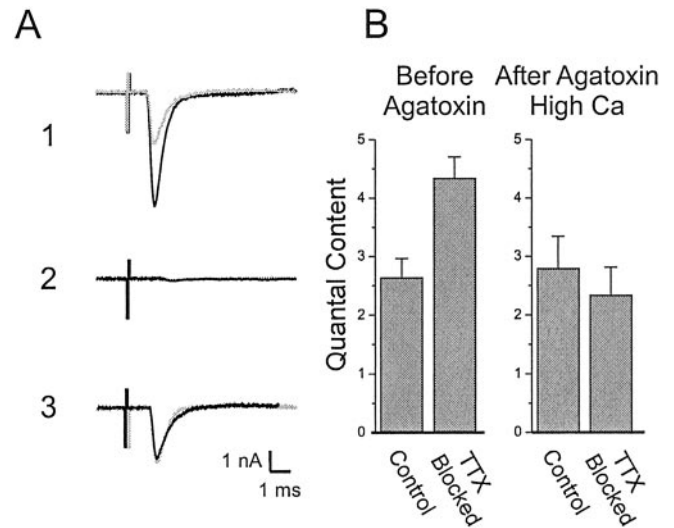 A
1
2
3
1 nA
1 ms
B
Before
Agatoxin
After Agatoxin
High Ca
Quantal Content
5
4
3
2
1
0
Control
TTX
Blocked
5
4
3
2
1
0
Control
TTX
Blocked